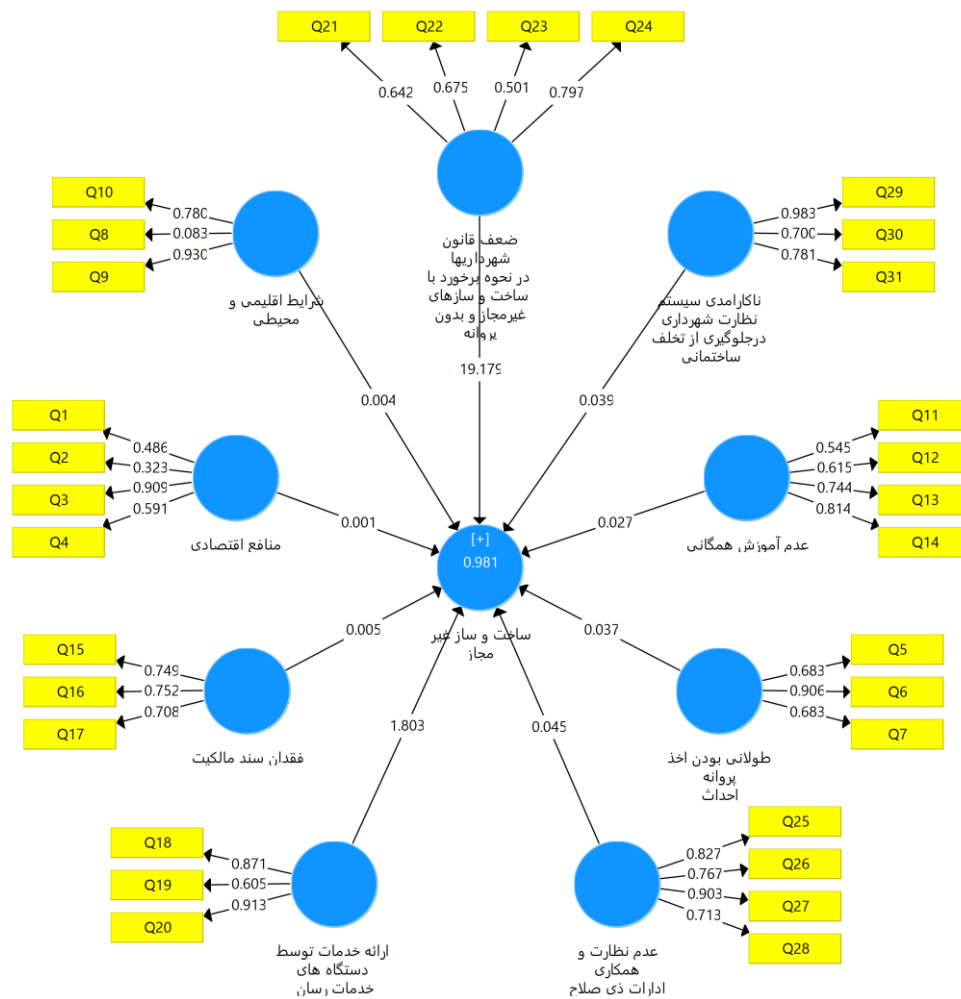 Q21
Q22
Q23
Q24
0.642
0.675
0.501
0.797
ضعف قانون
شهرداریها
در نحوه برخورد با
ساخت و سازهای
غیرمجاز و بدون
پروانه
19.179
Q10
Q8
Q9
0.780
0.083
0.930
شرایط اقلیمی و
محیطی
0.004
Q29
Q30
Q31
0.983
0.700
0.781
ناکارامدی سیستم
نظارت شهرداری
درجلوگیری از تخلف
ساختمانی
0.039
Q1
Q2
Q3
Q4
0.486
0.323
0.909
0.591
منافع اقتصادی
0.001
Q11
Q12
Q13
Q14
0.545
0.615
0.744
0.814
عدم آموزش همگانی
0.027
[+]
0.981
ساخت و ساز غیر
مجاز
Q15
Q16
Q17
0.749
0.752
0.708
فقدان سند مالکیت
0.005
Q5
Q6
Q7
0.683
0.906
0.683
طولانی بودن اخذ
پروانه
احداث
0.037
Q18
Q19
Q20
0.871
0.605
0.913
ارائه خدمات توسط
دستگاه های
خدمات رسان
1.803
Q25
Q26
Q27
Q28
0.827
0.767
0.903
0.713
عدم نظارت و
همکاری
ادارات ذی صلاح
0.045